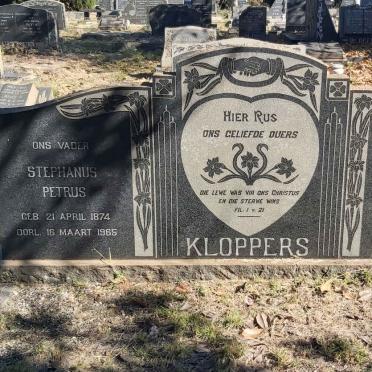 ONS VADER
STEPHANUS
PETRUS
GEB. 21 APRIL 1874
OORL. 16 MAART 1965
HIER RUS
ONS GELIEFDE OUERS
DIE LEWE WAS VIR ONS CHRISTUS
EN DIE STERWE WINS
FIL. 1 V. 21
KLOPPERS